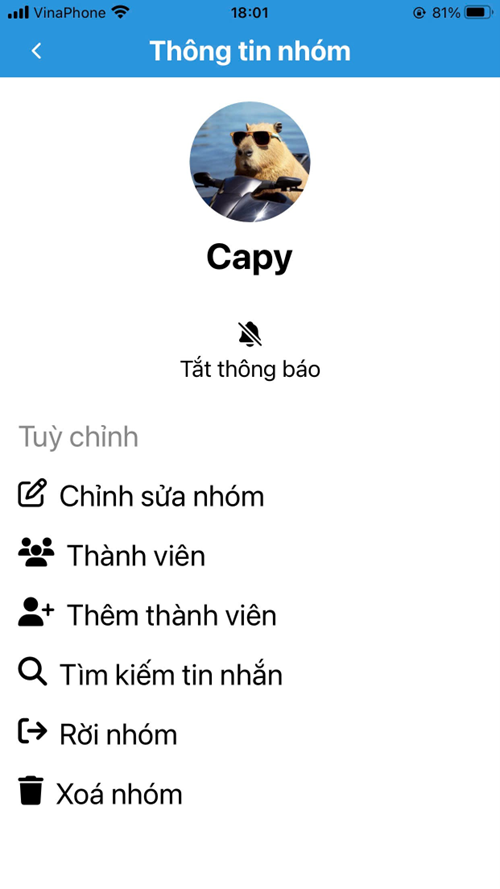 VinaPhone 18:01 81%
Thông tin nhóm
Capy
Tắt thông báo
Tuỳ chỉnh
Chỉnh sửa nhóm
Thành viên
Thêm thành viên
Tìm kiếm tin nhắn
Rời nhóm
Xoá nhóm